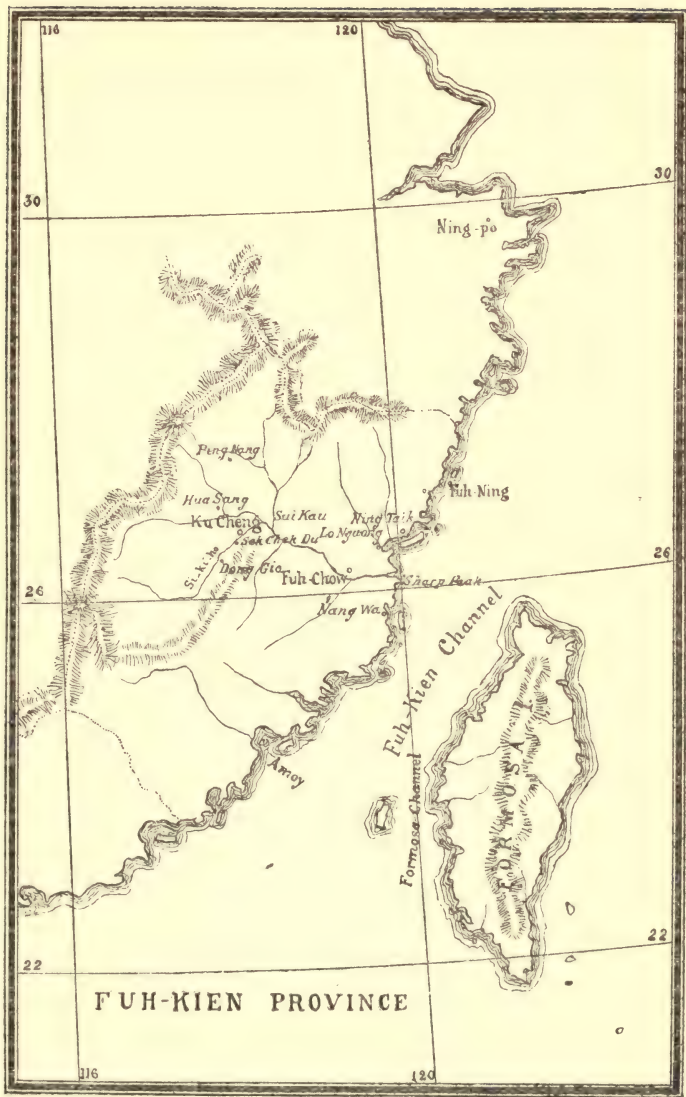 116
120
30
30
Ning-po
Peng Nang
Fuh-Ning
Hua Sang
Sui Kau
Ning Taik
Ku Cheng
Lo Nguong
Sek Chek Du
Si-ki-he
Dong Gio
Fuh-Chow
26
Sharp Peak
26
Nang Wa
Fuh-Kien Channel
Amoy
Formosa Channel
FORMOSA
22
22
FUH-KIEN PROVINCE
116
120